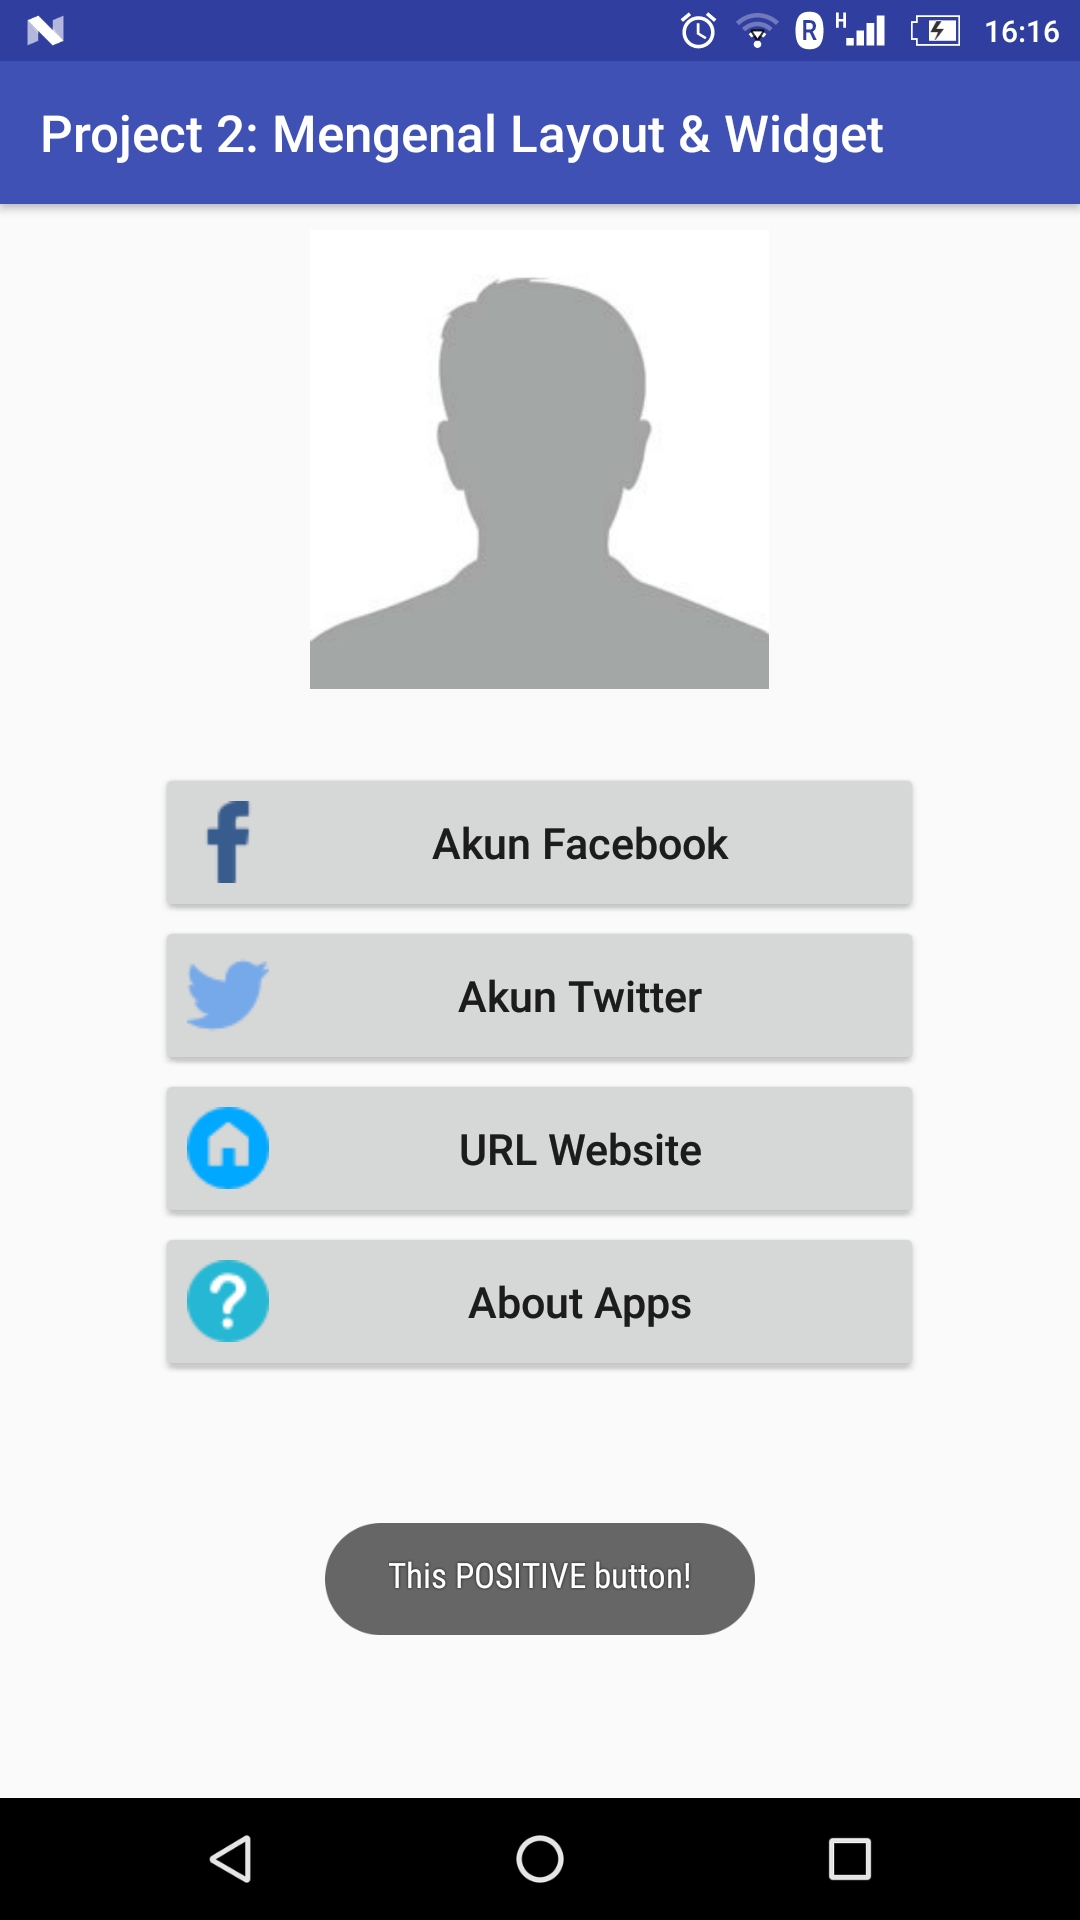 R H 16:16
Project 2: Mengenal Layout & Widget
Akun Facebook
Akun Twitter
URL Website
About Apps
This POSITIVE button!